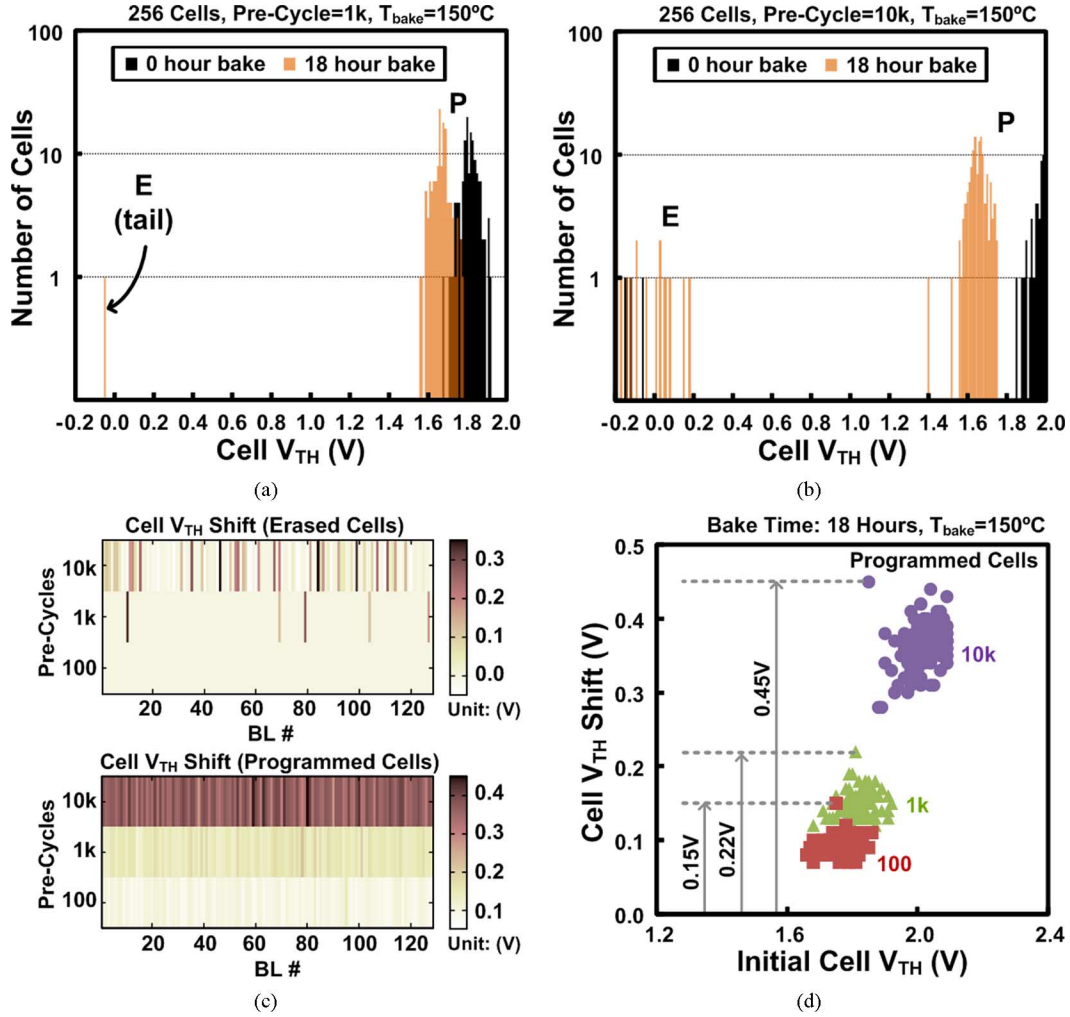 256 Cells, Pre-Cycle=1k, T_bake=150ºC
100
10
1
Number of Cells
0 hour bake
18 hour bake
P
E
(tail)
-0.2 0.0 0.2 0.4 0.6 0.8 1.0 1.2 1.4 1.6 1.8 2.0
Cell V_TH (V)
(a)
256 Cells, Pre-Cycle=10k, T_bake=150ºC
100
10
1
Number of Cells
0 hour bake
18 hour bake
P
E
-0.2 0.0 0.2 0.4 0.6 0.8 1.0 1.2 1.4 1.6 1.8 2.0
Cell V_TH (V)
(b)
Cell V_TH Shift (Erased Cells)
Pre-Cycles
10k
1k
100
20 40 60 80 100 120
BL #
0.3
0.2
0.1
0.0
Unit: (V)
Cell V_TH Shift (Programmed Cells)
Pre-Cycles
10k
1k
100
20 40 60 80 100 120
BL #
0.4
0.3
0.2
0.1
Unit: (V)
(c)
Bake Time: 18 Hours, T_bake=150ºC
Programmed Cells
0.5
0.4
0.3
0.2
0.1
0.0
Cell V_TH Shift (V)
0.45V
0.22V
0.15V
10k
1k
100
1.2 1.6 2.0 2.4
Initial Cell V_TH (V)
(d)